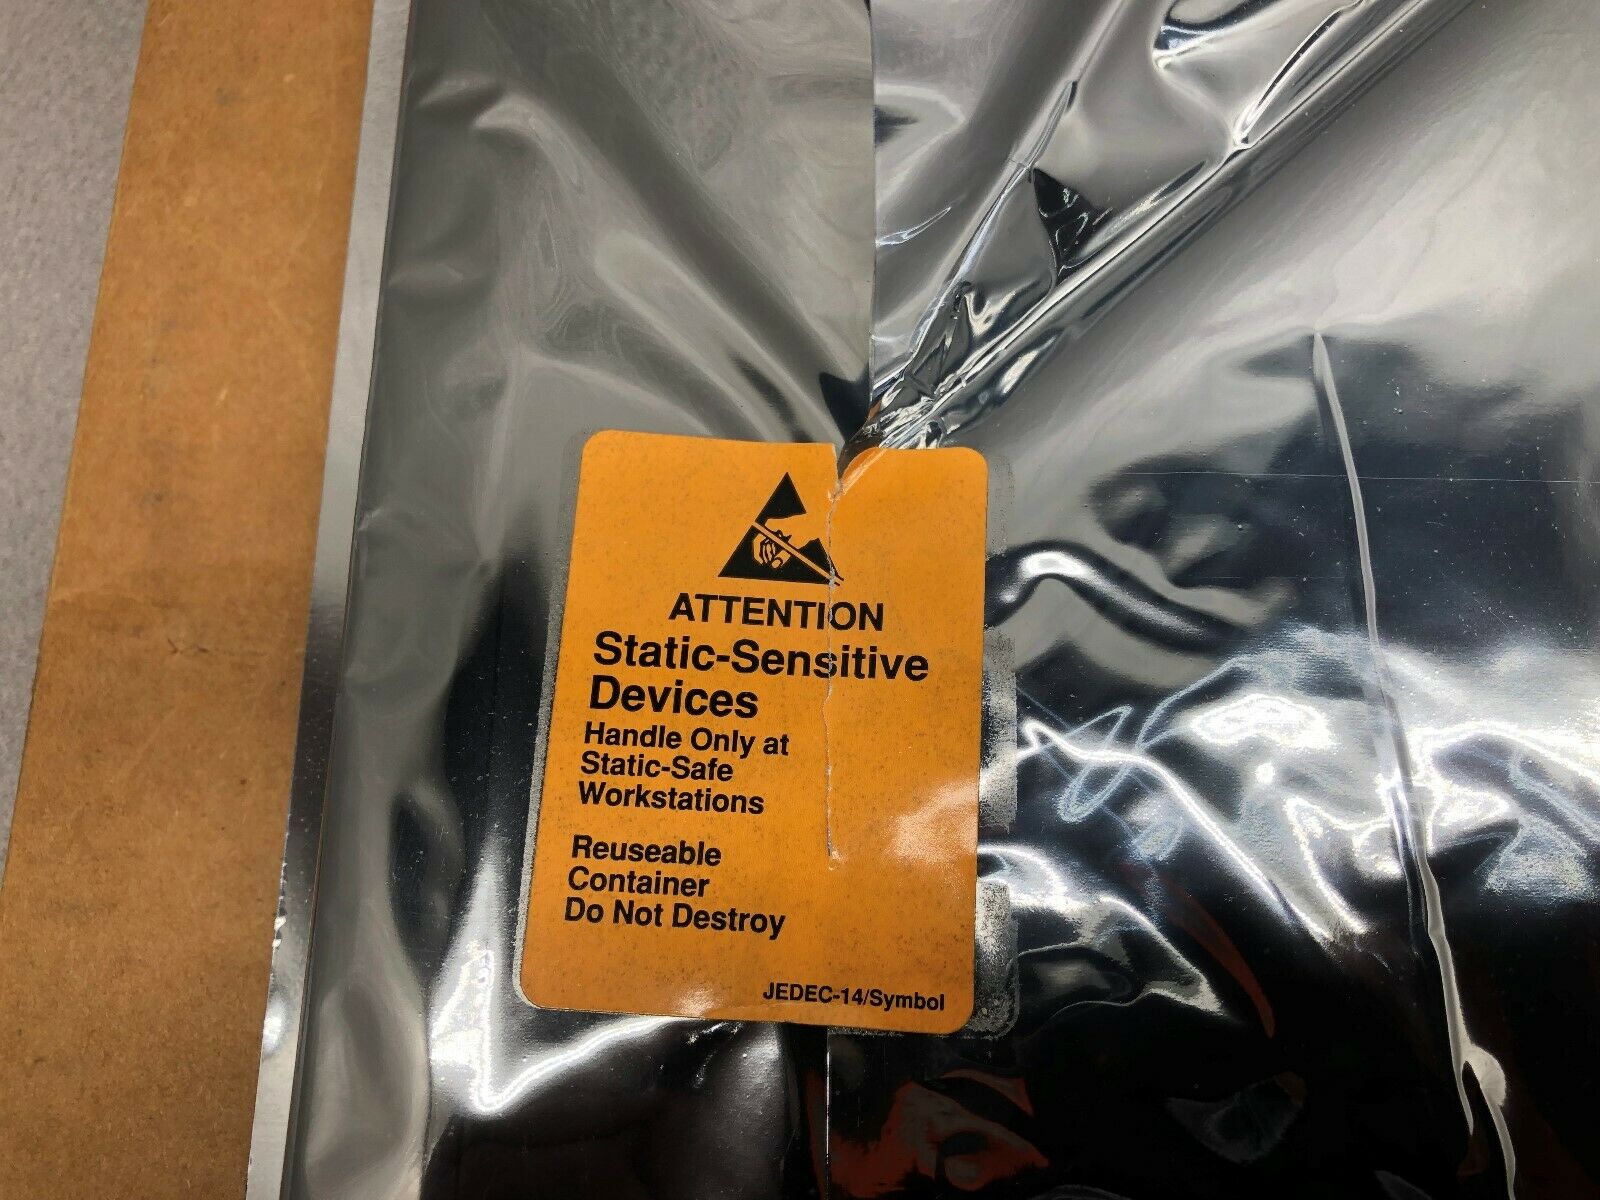 ATTENTION
Static-Sensitive
Devices
Handle Only at
Static-Safe
Workstations
Reuseable
Container
Do Not Destroy
JEDEC-14/Symbol